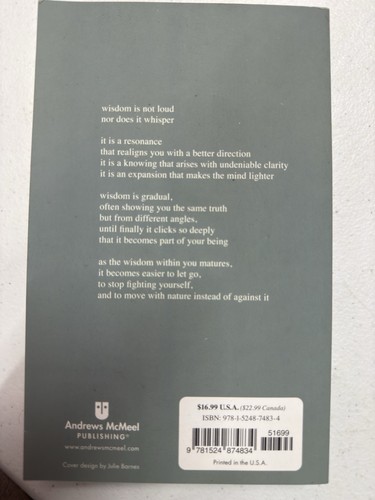 wisdom is not loud
nor does it whisper
it is a resonance
that realigns you with a better direction
it is a knowing that arises with undeniable clarity
it is an expansion that makes the mind lighter
wisdom is gradual,
often showing you the same truth
but from different angles,
until finally it clicks so deeply
that it becomes part of your being
as the wisdom within you matures,
it becomes easier to let go,
to stop fighting yourself,
and to move with nature instead of against it
Andrews McMeel
PUBLISHING®
www.andrewsmcmeel.com
Cover design by Julie Barnes
$16.99 U.S.A. ($22.99 Canada)
ISBN: 978-1-5248-7483-4
51699
9 781524 874834
Printed in the U.S.A.